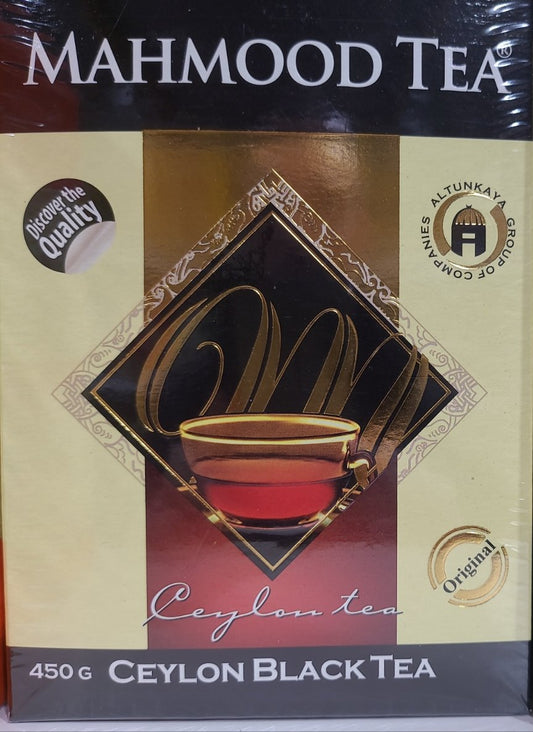 MAHMOOD TEA®
Discover the
Quality
ALTUNKAYA GROUP OF COMPANIES
Original
Ceylon tea
450 G CEYLON BLACK TEA